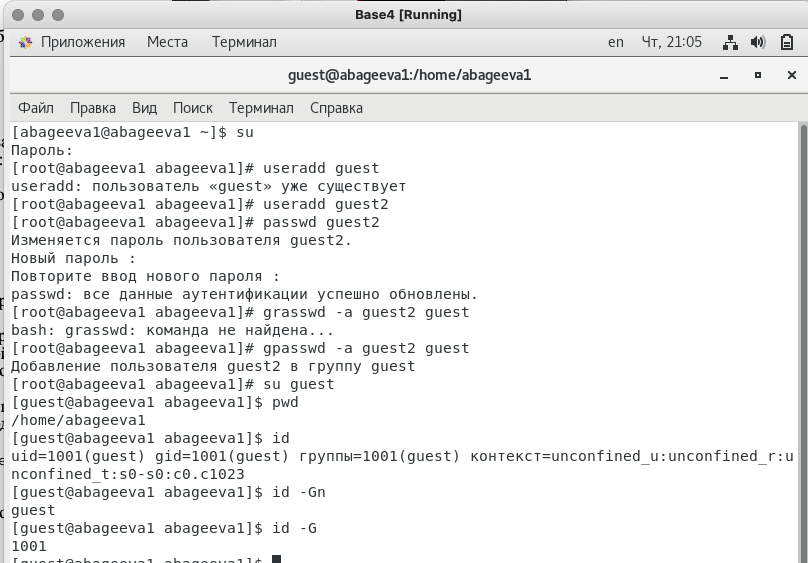 Base4 [Running]
Приложения Места Терминал en Чт, 21:05
guest@abageeva1:/home/abageeva1
Файл Правка Вид Поиск Терминал Справка
[abageeva1@abageeva1 ~]$ su
Пароль:
[root@abageeva1 abageeva1]# useradd guest
useradd: пользователь «guest» уже существует
[root@abageeva1 abageeva1]# useradd guest2
[root@abageeva1 abageeva1]# passwd guest2
Изменяется пароль пользователя guest2.
Новый пароль :
Повторите ввод нового пароля :
passwd: все данные аутентификации успешно обновлены.
[root@abageeva1 abageeva1]# grasswd -a guest2 guest
bash: grasswd: команда не найдена...
[root@abageeva1 abageeva1]# gpasswd -a guest2 guest
Добавление пользователя guest2 в группу guest
[root@abageeva1 abageeva1]# su guest
[guest@abageeva1 abageeva1]$ pwd
/home/abageeva1
[guest@abageeva1 abageeva1]$ id
uid=1001(guest) gid=1001(guest) группы=1001(guest) контекст=unconfined_u:unconfined_r:u
nconfined_t:s0-s0:c0.c1023
[guest@abageeva1 abageeva1]$ id -Gn
guest
[guest@abageeva1 abageeva1]$ id -G
1001
[guest@abageeva1 abageeva1]$